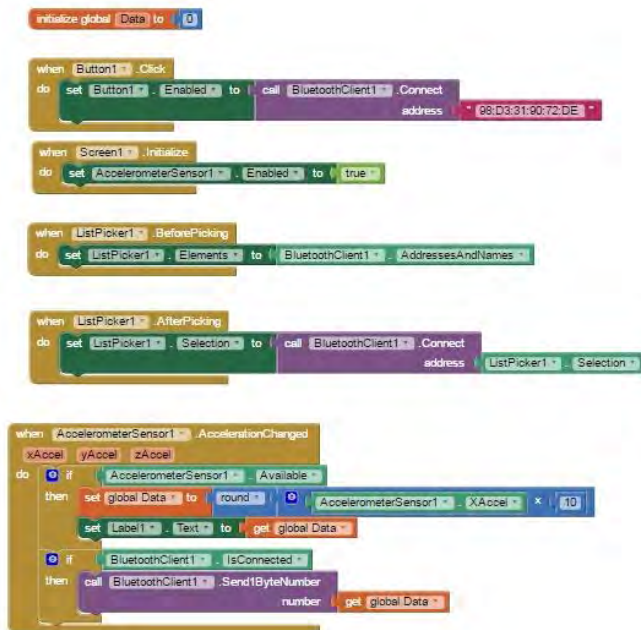 initialize global Data to 0
when Button1 .Click
do set Button1 . Enabled to call BluetoothClient1 .Connect
address " 98:D3:31:90:72:DE "
when Screen1 .Initialize
do set AccelerometerSensor1 . Enabled to true
when ListPicker1 .BeforePicking
do set ListPicker1 . Elements to BluetoothClient1 . AddressesAndNames
when ListPicker1 .AfterPicking
do set ListPicker1 . Selection to call BluetoothClient1 .Connect
address ListPicker1 . Selection
when AccelerometerSensor1 .AccelerationChanged
xAccel yAccel zAccel
do if AccelerometerSensor1 . Available
then set global Data to round AccelerometerSensor1 . XAccel × 10
set Label1 . Text to get global Data
if BluetoothClient1 . IsConnected
then call BluetoothClient1 .Send1ByteNumber
number get global Data